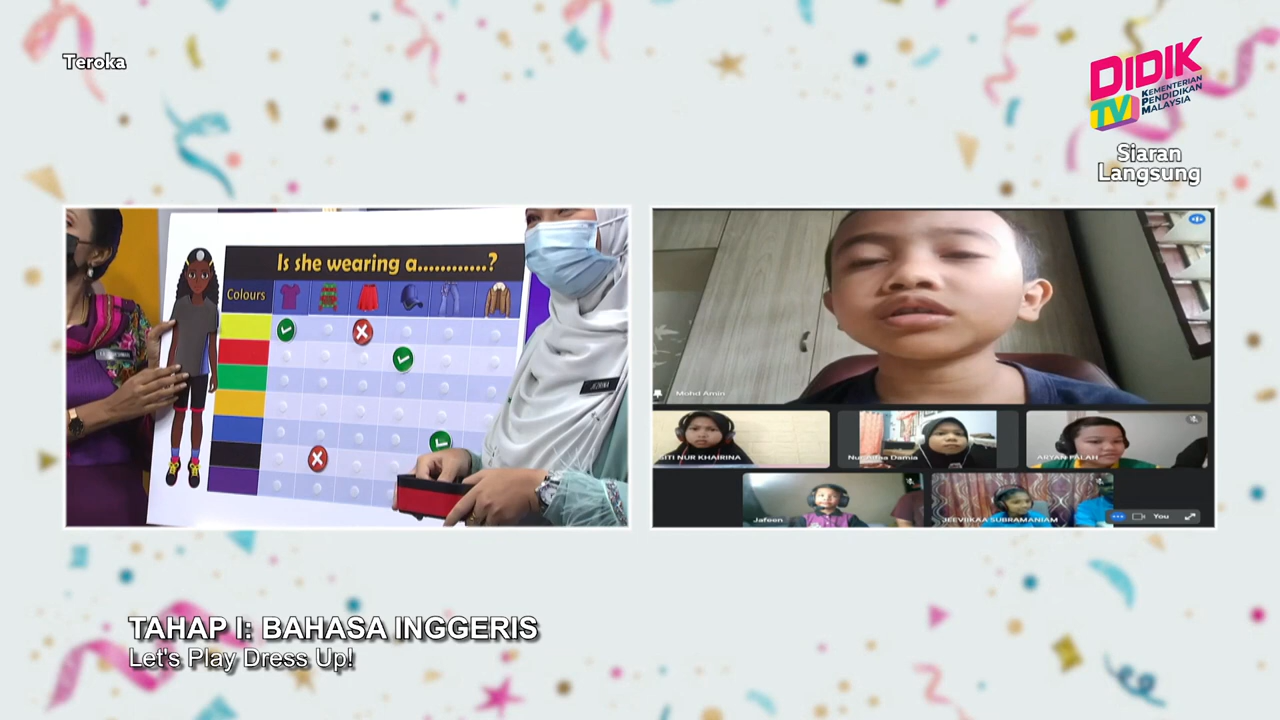 Teroka
DIDIK
TV
KEMENTERIAN
PENDIDIKAN
MALAYSIA
Siaran
Langsung
Is she wearing a............?
Colours
Mohd Amin
SITI NUR KHAIRINA
Damia
ARYAN FALAH
Jafeen
JEEVIKAA SUBRAMANIAM
You
TAHAP I: BAHASA INGGERIS
Let's Play Dress Up!